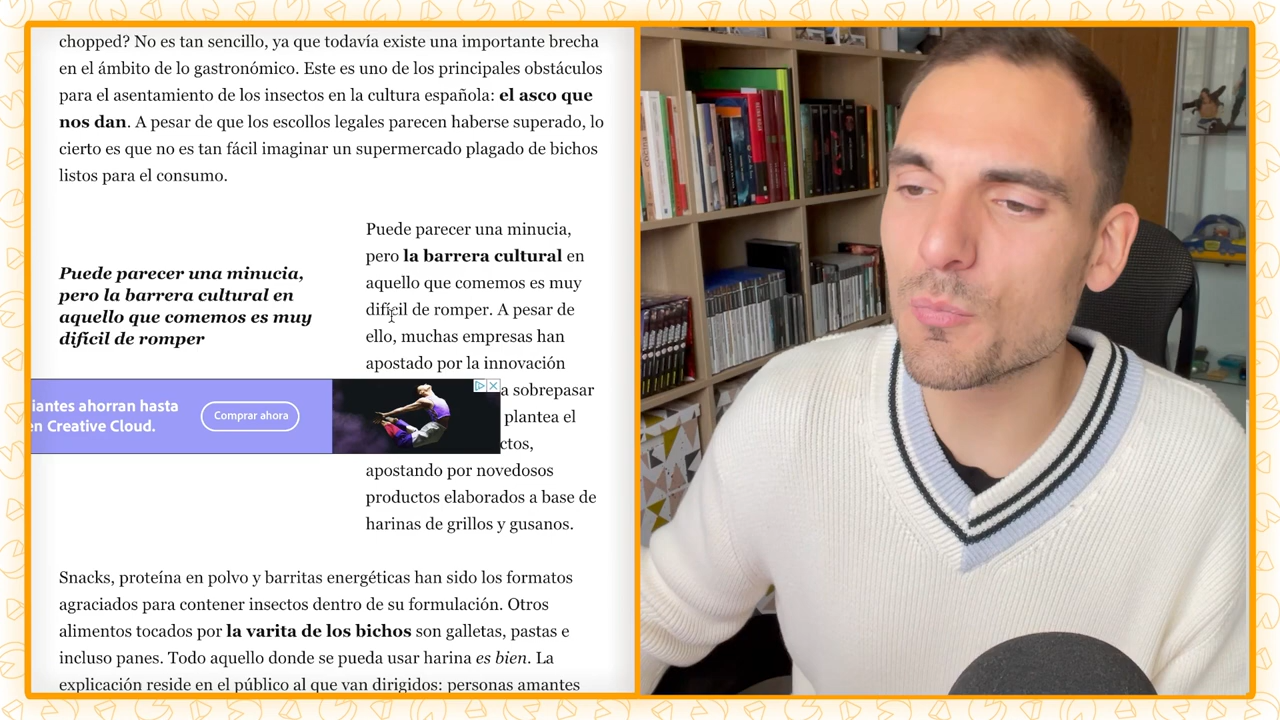 chopped? No es tan sencillo, ya que todavía existe una importante brecha
en el ámbito de lo gastronómico. Este es uno de los principales obstáculos
para el asentamiento de los insectos en la cultura española: el asco que
nos dan. A pesar de que los escollos legales parecen haberse superado, lo
cierto es que no es tan fácil imaginar un supermercado plagado de bichos
listos para el consumo.
Puede parecer una minucia,
pero la barrera cultural en
aquello que comemos es muy
difícil de romper
Puede parecer una minucia,
pero la barrera cultural en
aquello que comemos es muy
difícil de romper. A pesar de
ello, muchas empresas han
apostado por la innovación
a sobrepasar
plantea el
ctos,
apostando por novedosos
productos elaborados a base de
harinas de grillos y gusanos.
iantes ahorran hasta
en Creative Cloud.
Comprar ahora
Snacks, proteína en polvo y barritas energéticas han sido los formatos
agraciados para contener insectos dentro de su formulación. Otros
alimentos tocados por la varita de los bichos son galletas, pastas e
incluso panes. Todo aquello donde se pueda usar harina es bien. La
explicación reside en el público al que van dirigidos: personas amantes